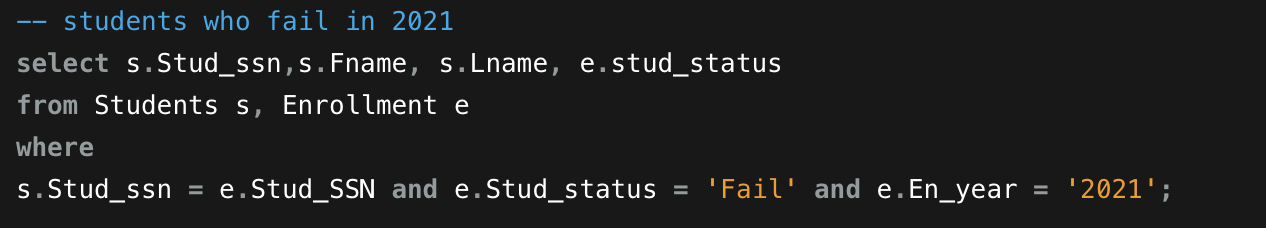 -- students who fail in 2021
select s.Stud_ssn,s.Fname, s.Lname, e.stud_status
from Students s, Enrollment e
where
s.Stud_ssn = e.Stud_SSN and e.Stud_status = 'Fail' and e.En_year = '2021';